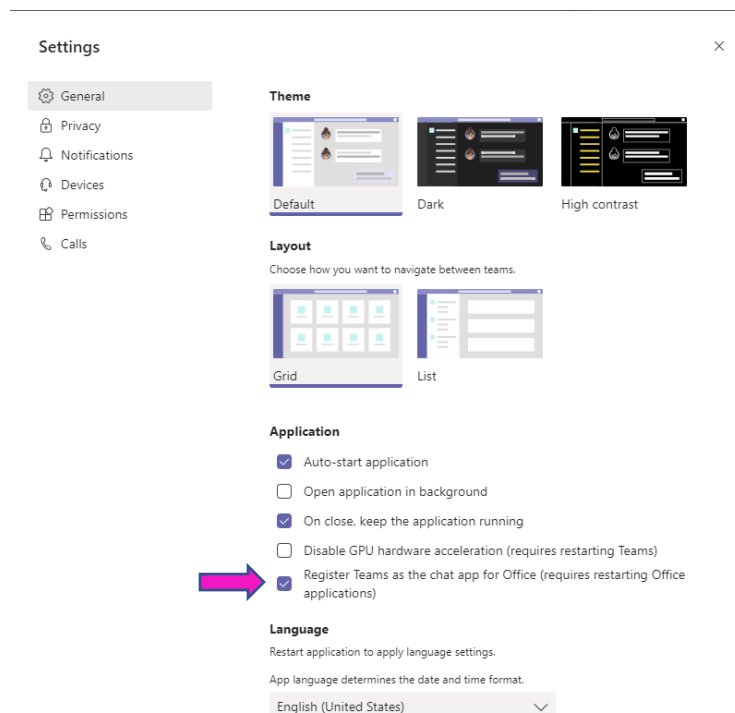 Settings
General
Privacy
Notifications
Devices
Permissions
Calls
Theme
Default
Dark
High contrast
Layout
Choose how you want to navigate between teams.
Grid
List
Application
Auto-start application
Open application in background
On close, keep the application running
Disable GPU hardware acceleration (requires restarting Teams)
Register Teams as the chat app for Office (requires restarting Office
applications)
Language
Restart application to apply language settings.
App language determines the date and time format.
English (United States)